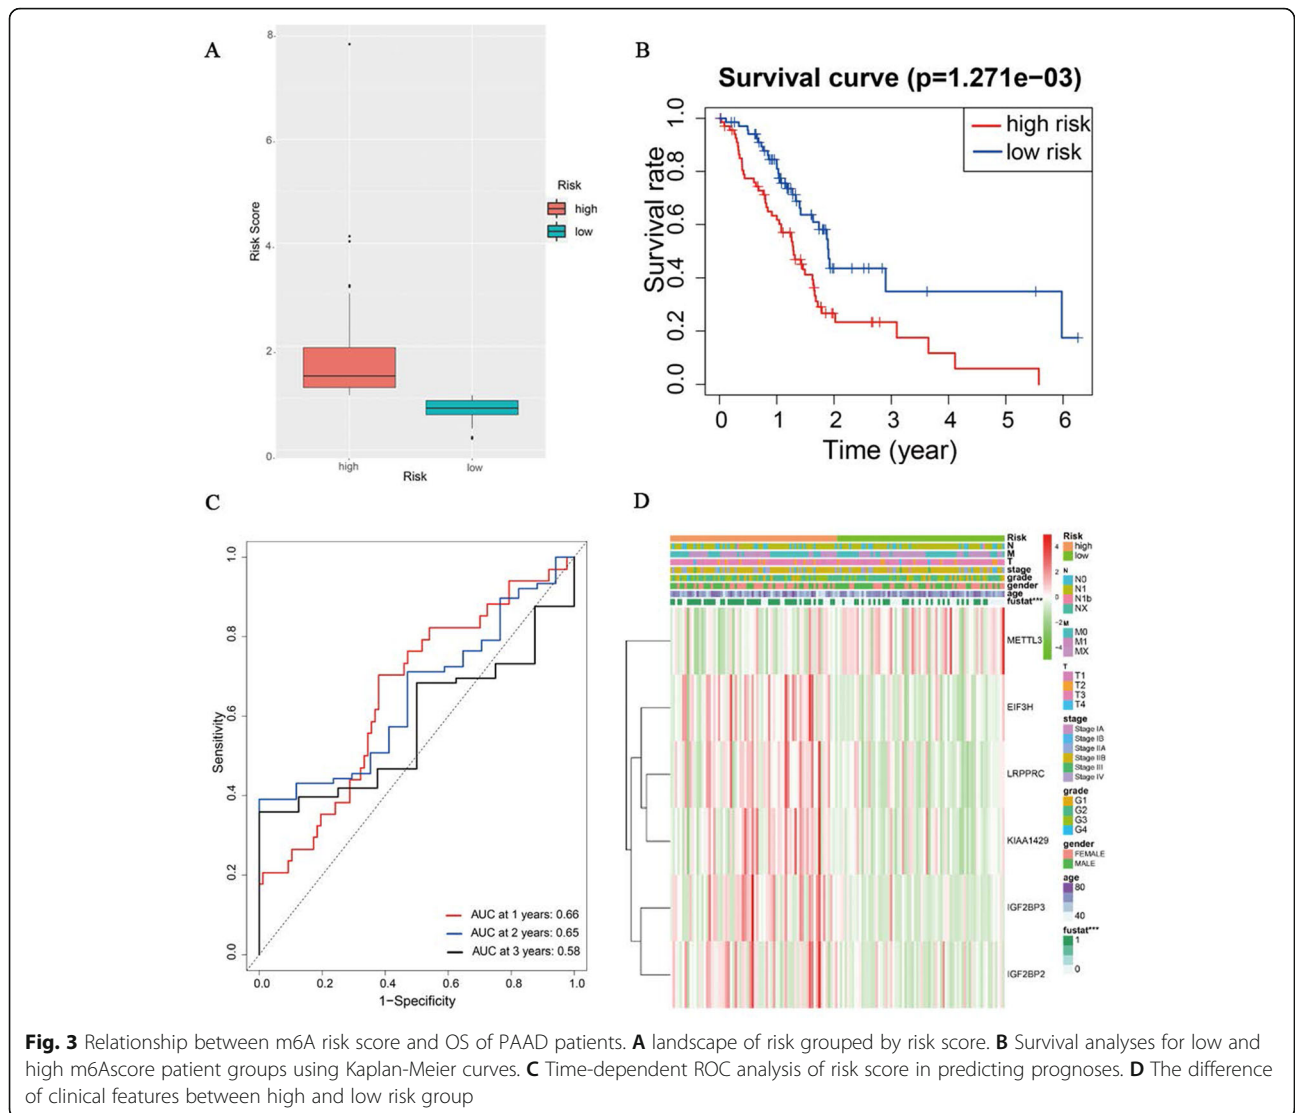 A
8
6
4
2
0
Risk Score
high
low
Risk
Risk
high
low
B
Survival curve (p=1.271e−03)
high risk
low risk
Survival rate
1.0
0.8
0.6
0.4
0.2
0.0
0 1 2 3 4 5 6
Time (year)
C
Sensitivity
1.0
0.8
0.6
0.4
0.2
0.0
AUC at 1 years: 0.66
AUC at 2 years: 0.65
AUC at 3 years: 0.58
0.0 0.2 0.4 0.6 0.8 1.0
1−Specificity
D
Risk
N
M
T
stage
grade
gender
age
fustat***
METTL3
EIF3H
LRPPRC
KIAA1429
IGF2BP3
IGF2BP2
4
2
0
−2
−4
Risk
high
low
N
N0
N1
N1b
NX
M
M0
M1
MX
T
T1
T2
T3
T4
stage
Stage IA
Stage IB
Stage IIA
Stage IIB
Stage III
Stage IV
grade
G1
G2
G3
G4
gender
FEMALE
MALE
age
80
40
fustat***
1
0
Fig. 3 Relationship between m6A risk score and OS of PAAD patients. A landscape of risk grouped by risk score. B Survival analyses for low and
high m6Ascore patient groups using Kaplan-Meier curves. C Time-dependent ROC analysis of risk score in predicting prognoses. D The difference
of clinical features between high and low risk group